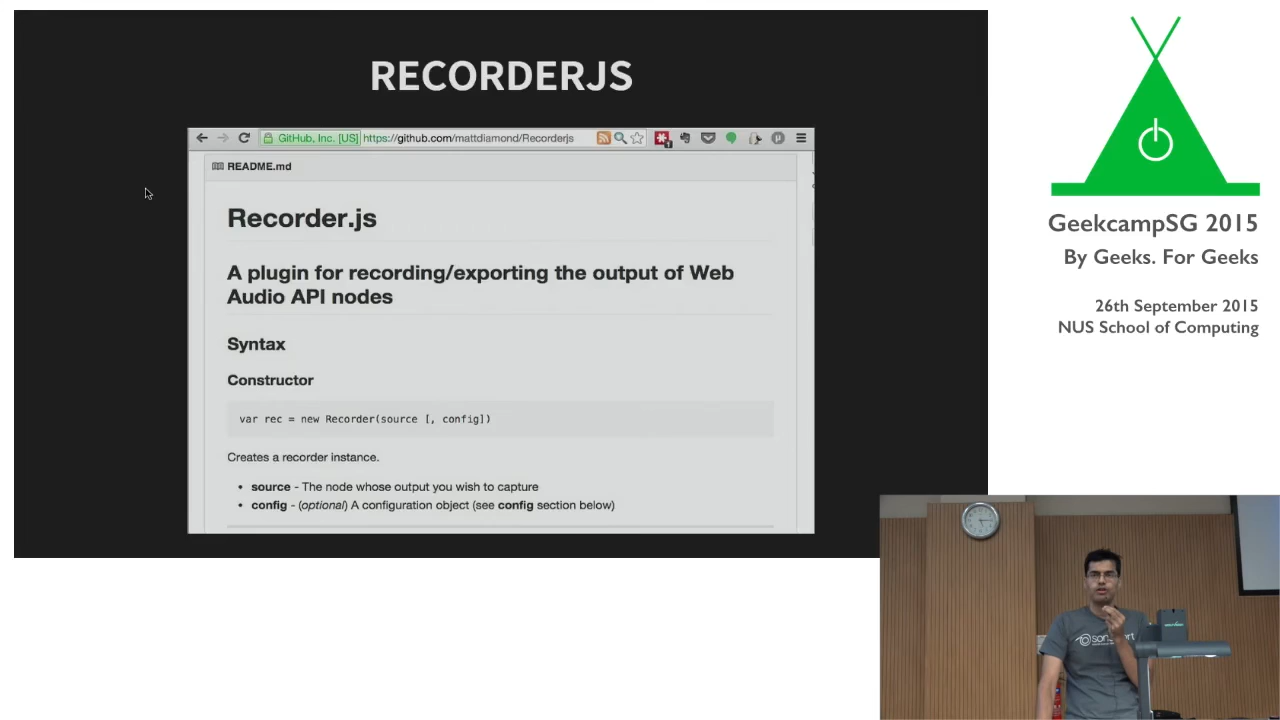 RECORDERJS
GitHub, Inc. [US] https://github.com/mattdiamond/Recorderjs
README.md
Recorder.js
A plugin for recording/exporting the output of Web
Audio API nodes
Syntax
Constructor
var rec = new Recorder(source [, config])
Creates a recorder instance.
• source - The node whose output you wish to capture
• config - (optional) A configuration object (see config section below)
GeekcampSG 2015
By Geeks. For Geeks
26th September 2015
NUS School of Computing